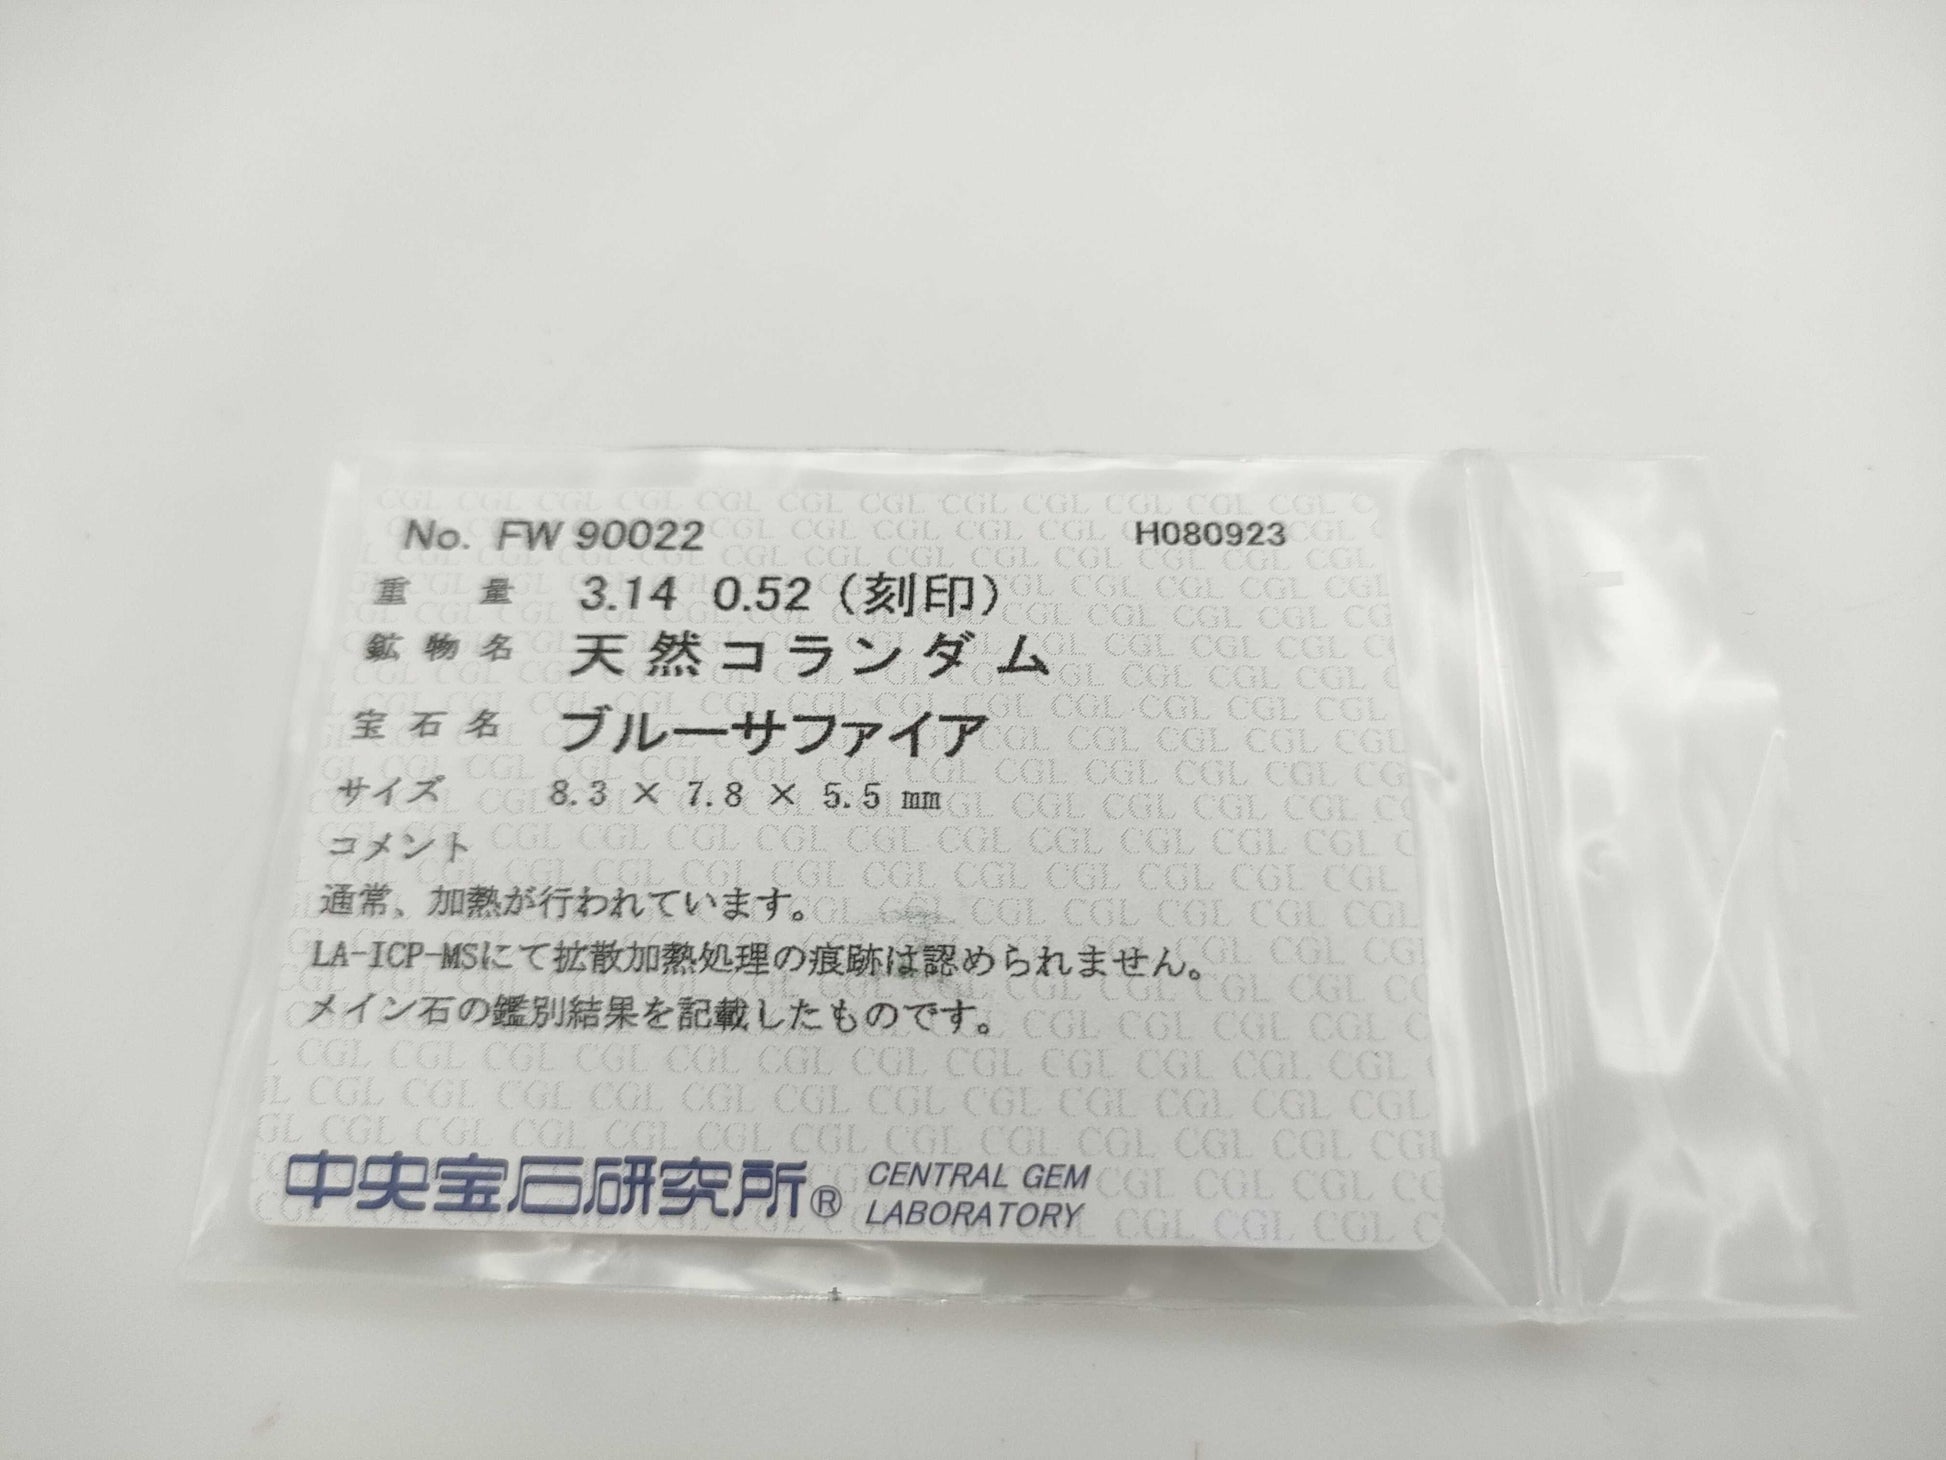 No. FW 90022 H080923
重量 3.14 0.52（刻印）
鉱物名 天然コランダム
宝石名 ブルーサファイア
サイズ 8.3 × 7.8 × 5.5 ㎜
コメント
通常、加熱が行われています。
LA-ICP-MSにて拡散加熱処理の痕跡は認められません。
メイン石の鑑別結果を記載したものです。
中央宝石研究所® CENTRAL GEM
LABORATORY